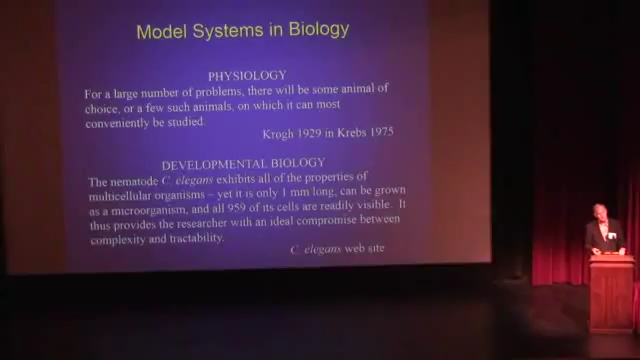 Model Systems in Biology
PHYSIOLOGY
For a large number of problems, there will be some animal of
choice, or a few such animals, on which it can most
conveniently be studied.
Krogh 1929 in Krebs 1975
DEVELOPMENTAL BIOLOGY
The nematode C. elegans exhibits all of the properties of
multicellular organisms – yet it is only 1 mm long, can be grown
as a microorganism, and all 959 of its cells are readily visible. It
thus provides the researcher with an ideal compromise between
complexity and tractability.
C. elegans web site